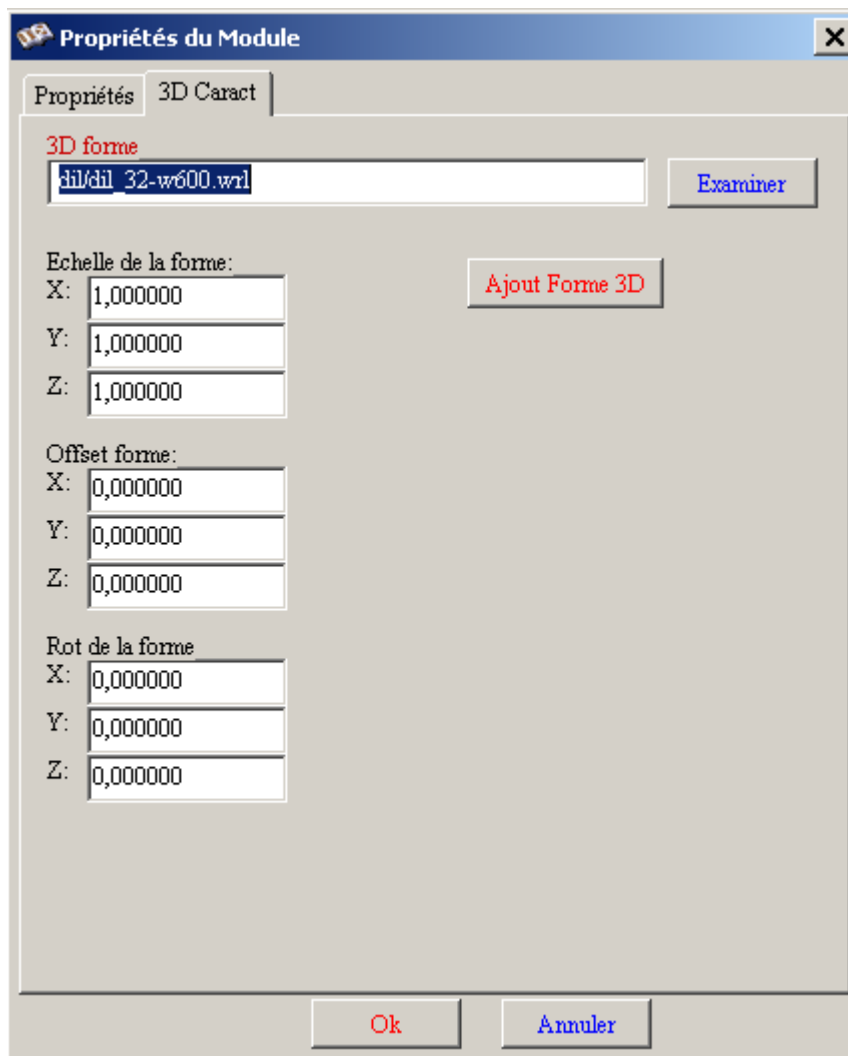 Propriétés du Module
Propriétés 3D Caract
3D forme
dil/dil_32-w600.wrl Examiner
Echelle de la forme:
X: 1,000000 Ajout Forme 3D
Y: 1,000000
Z: 1,000000
Offset forme:
X: 0,000000
Y: 0,000000
Z: 0,000000
Rot de la forme
X: 0,000000
Y: 0,000000
Z: 0,000000
Ok Annuler